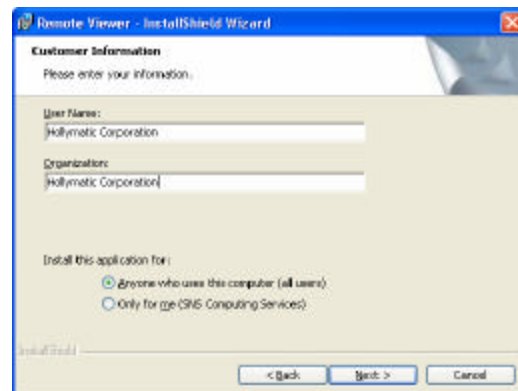 Remote Viewer - InstallShield Wizard
Customer Information
Please enter your information.
User Name:
Hollymatic Corporation
Organization:
Hollymatic Corporation
Install this application for:
Anyone who uses this computer (all users)
Only for me (SNS Computing Services)
InstallShield
< Back
Next >
Cancel